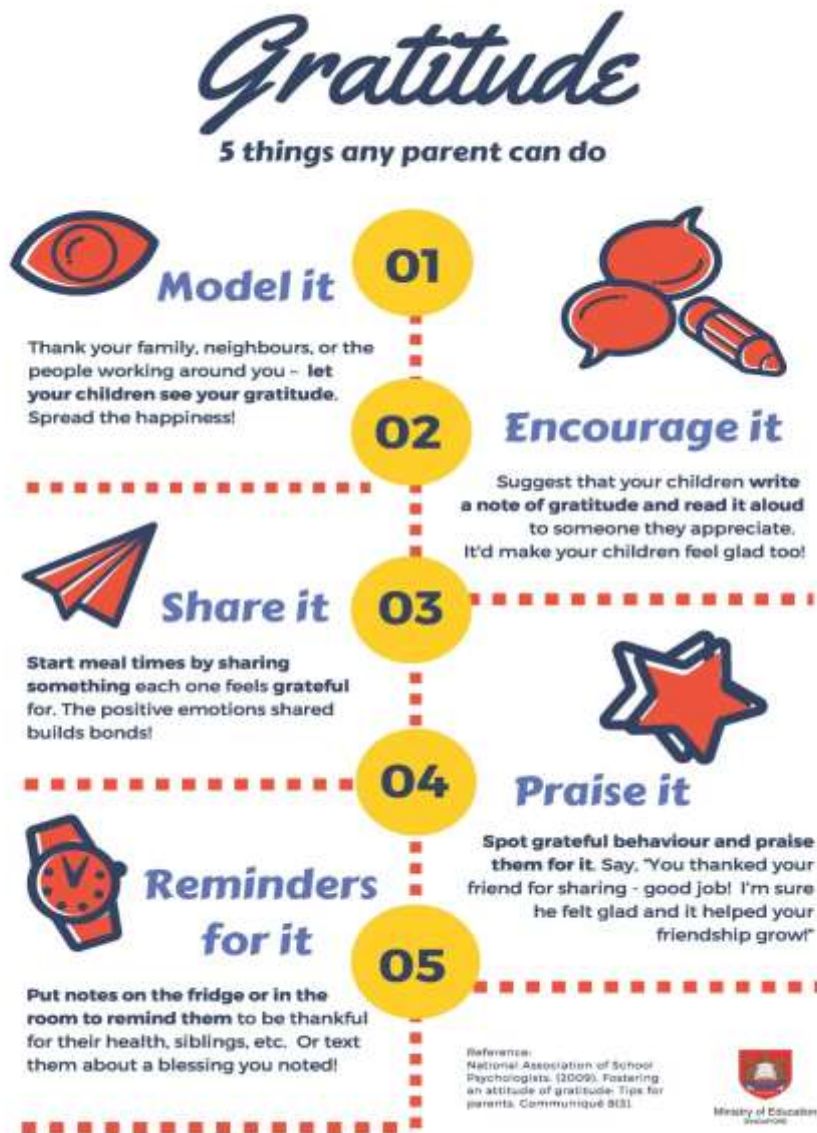 Gratitude
5 things any parent can do
01
Model it
Thank your family, neighbours, or the
people working around you – let
your children see your gratitude.
Spread the happiness!
02
Encourage it
Suggest that your children write
a note of gratitude and read it aloud
to someone they appreciate.
It'd make your children feel glad too!
03
Share it
Start meal times by sharing
something each one feels grateful
for. The positive emotions shared
builds bonds!
04
Praise it
Spot grateful behaviour and praise
them for it. Say, "You thanked your
friend for sharing - good job! I'm sure
he felt glad and it helped your
friendship grow!"
05
Reminders
for it
Put notes on the fridge or in the
room to remind them to be thankful
for their health, siblings, etc. Or text
them about a blessing you noted!
Reference:
National Association of School
Psychologists. (2009). Fostering
an attitude of gratitude: Tips for
parents. Communiqué 8(3).
Ministry of Education
SINGAPORE